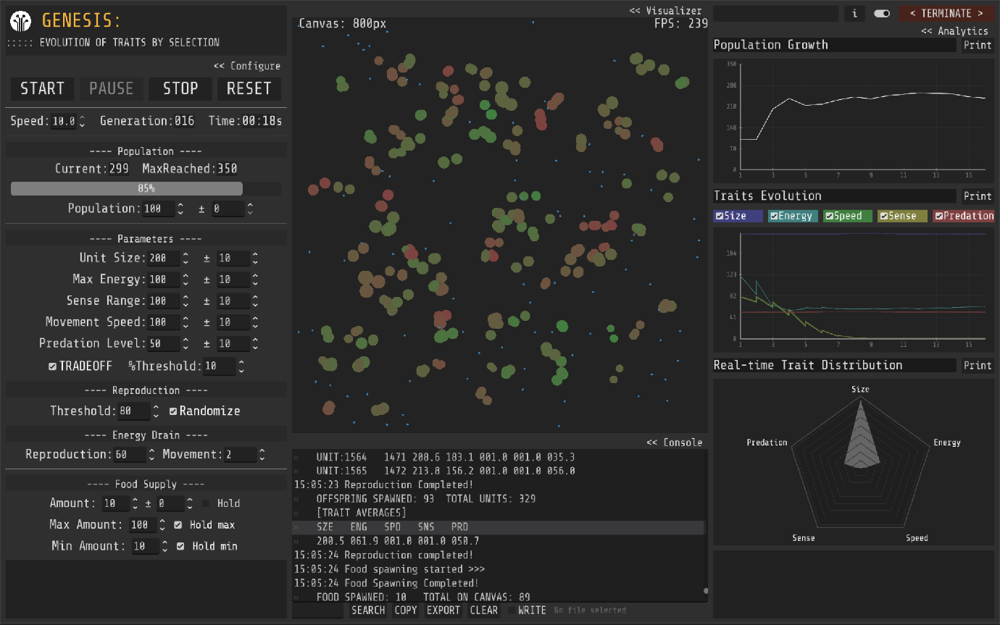 GENESIS:
::::: EVOLUTION OF TRAITS BY SELECTION
<< Configure
START PAUSE STOP RESET
Speed: 10.0 Generation: 016 Time: 00:18s
---- Population ----
Current: 299 MaxReached: 350
85%
Population: 100 ± 0
---- Parameters ----
Unit Size: 200 ± 10
Max Energy: 100 ± 10
Sense Range: 100 ± 10
Movement Speed: 100 ± 10
Predation Level: 50 ± 10
TRADEOFF %Threshold: 10
---- Reproduction ----
Threshold: 80 Randomize
---- Energy Drain ----
Reproduction: 60 Movement: 2
---- Food Supply ----
Amount: 10 ± 0 Hold
Max Amount: 100 Hold max
Min Amount: 10 Hold min
<< Visualizer
Canvas: 800px FPS: 239
<< Console
UNIT:1564 1471 208.6 183.1 001.0 001.0 035.3
UNIT:1565 1472 213.8 156.2 001.0 001.0 056.0
15:05:23 Reproduction Completed!
OFFSPRING SPAWNED: 93 TOTAL UNITS: 329
[TRAIT AVERAGES]
SZE ENG SPD SNS PRD
200.5 061.9 001.0 001.0 050.7
15:05:24 Reproduction completed!
15:05:24 Food spawning started >>>
15:05:24 Food Spawning Completed!
FOOD SPAWNED: 10 TOTAL ON CANVAS: 89
SEARCH COPY EXPORT CLEAR WRITE No file selected
i < TERMINATE >
<< Analytics
Population Growth Print
350
280
210
140
70
0
1 3 5 7 9 11 13 15
Traits Evolution Print
Size Energy Speed Sense Predation
164
123
82
41
0
1 3 5 7 9 11 13 15
Real-time Trait Distribution Print
Size
Predation Energy
Sense Speed